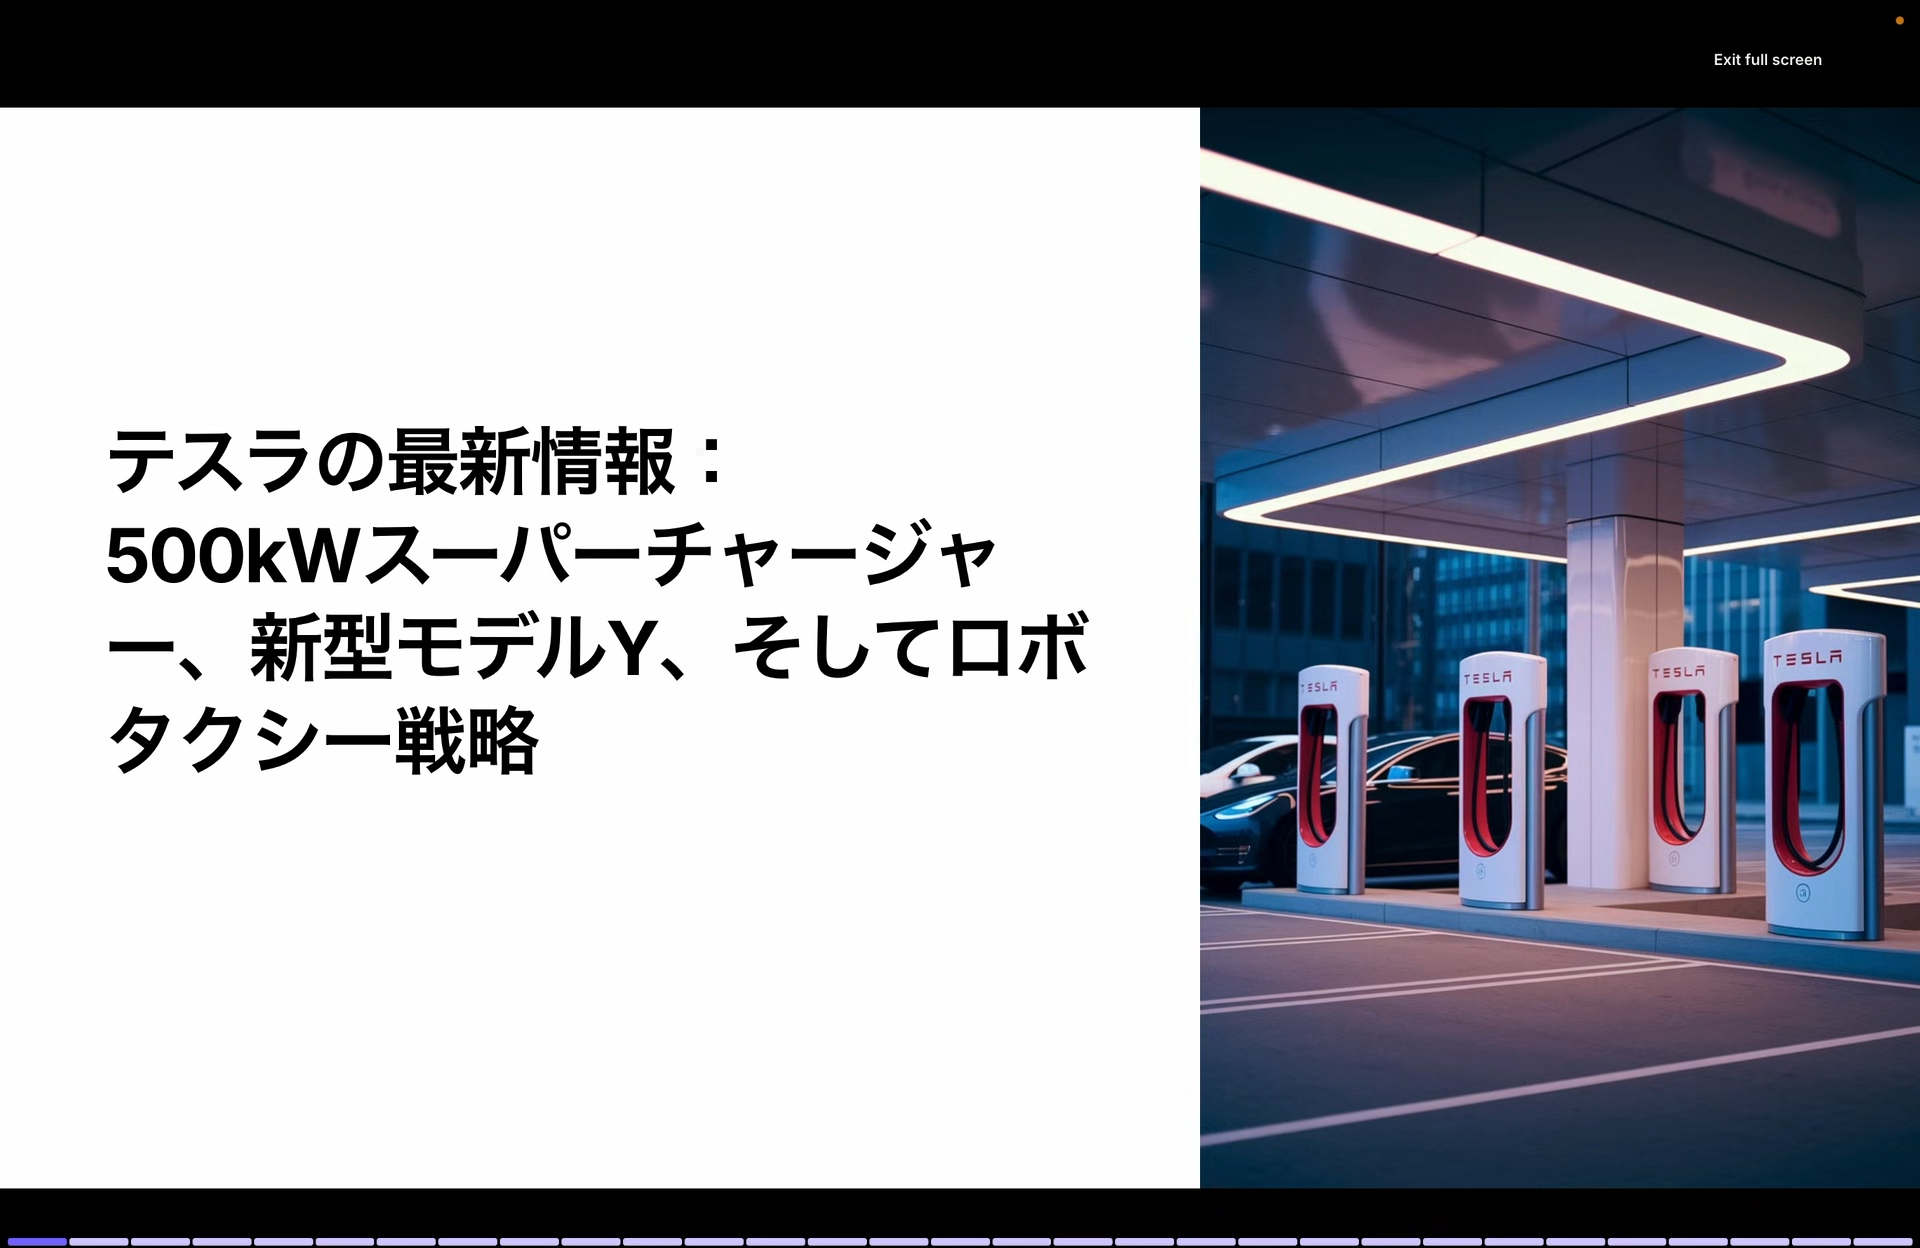 Exit full screen
テスラの最新情報：
500kWスーパーチャージャ
ー、新型モデルY、そしてロボ
タクシー戦略
TESLA
TESLA
TESLA
TESLA